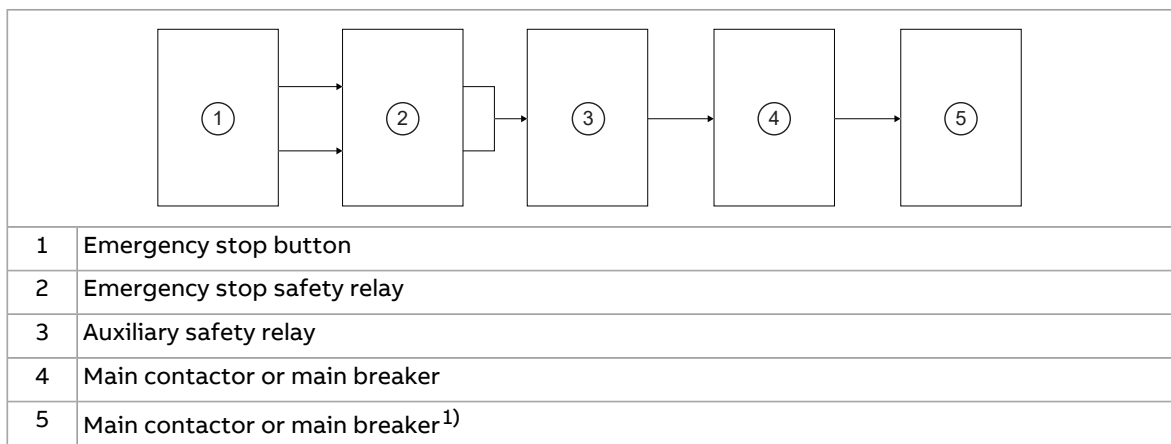 1 2 3 4 5
1 Emergency stop button
2 Emergency stop safety relay
3 Auxiliary safety relay
4 Main contactor or main breaker
5 Main contactor or main breaker1)